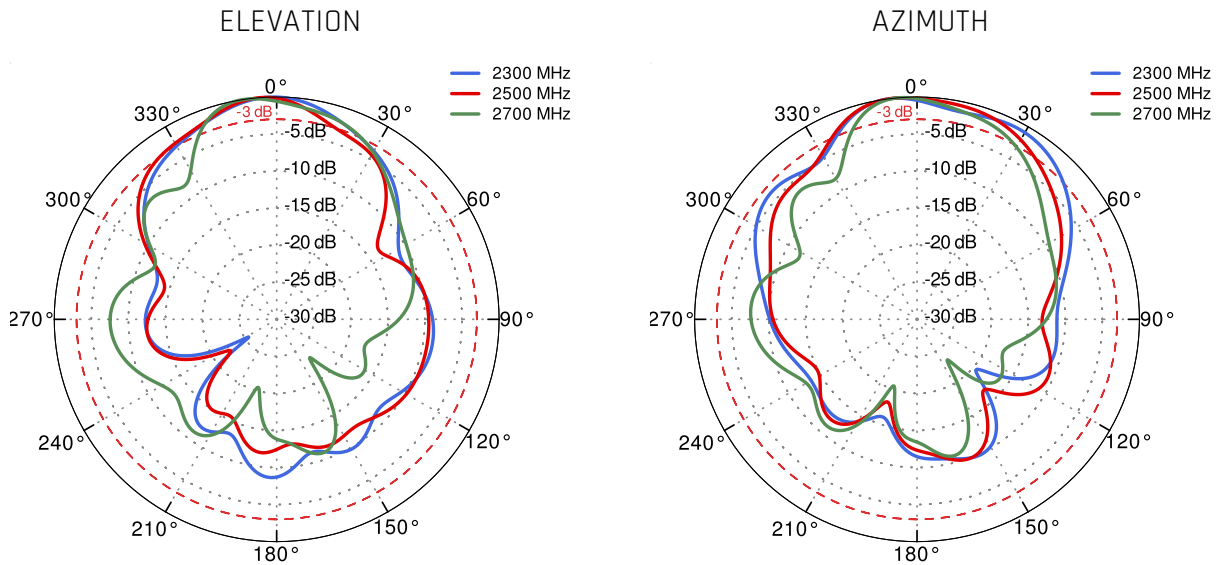 ELEVATION
2300 MHz
2500 MHz
2700 MHz
0°
330°
-3 dB
30°
-5 dB
-10 dB
300°
60°
-15 dB
-20 dB
-25 dB
270°
-30 dB
90°
240°
120°
210°
150°
180°
AZIMUTH
2300 MHz
2500 MHz
2700 MHz
0°
330°
-3 dB
30°
-5 dB
-10 dB
300°
60°
-15 dB
-20 dB
-25 dB
270°
-30 dB
90°
240°
120°
210°
150°
180°